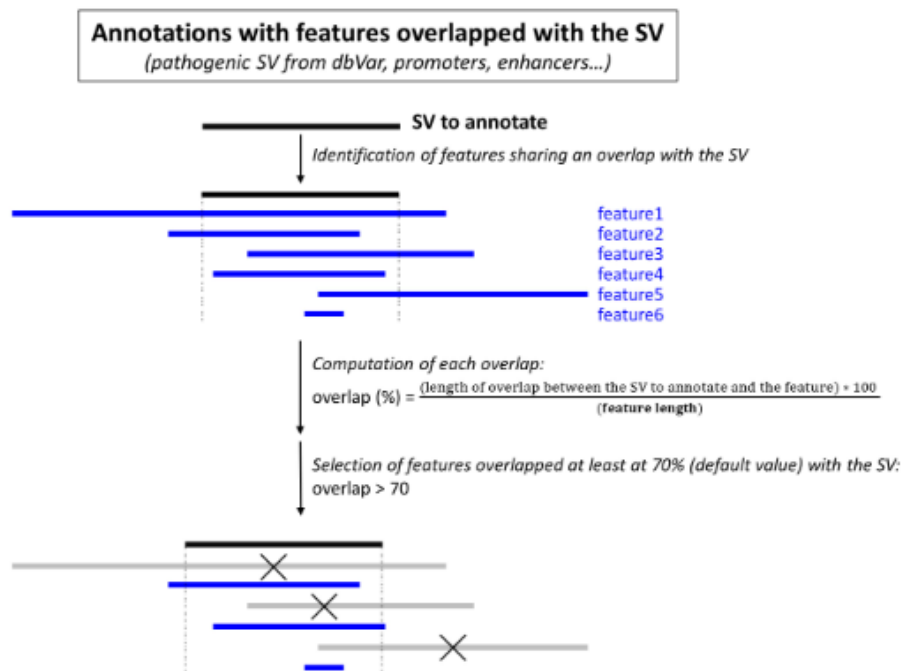 Annotations with features overlapped with the SV
(pathogenic SV from dbVar, promoters, enhancers...)
SV to annotate
Identification of features sharing an overlap with the SV
feature1
feature2
feature3
feature4
feature5
feature6
Computation of each overlap:
overlap (%) = (length of overlap between the SV to annotate and the feature) * 100
(feature length)
Selection of features overlapped at least at 70% (default value) with the SV:
overlap > 70